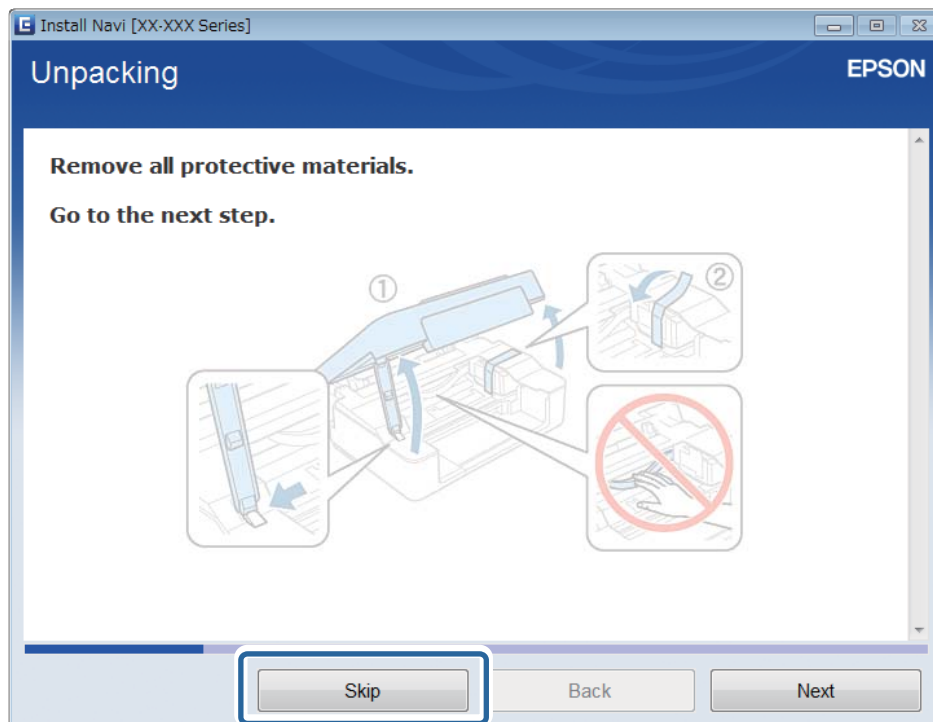 Install Navi [XX-XXX Series]
Unpacking
EPSON
Remove all protective materials.
Go to the next step.
①
②
Skip
Back
Next